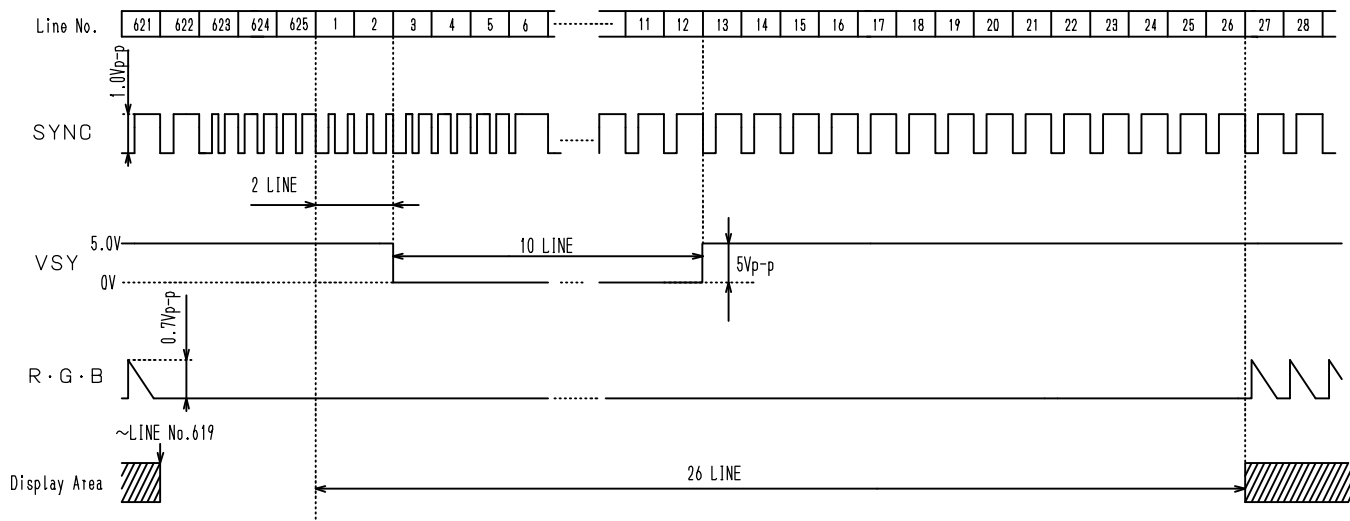 Line No. 621 622 623 624 625 1 2 3 4 5 6 11 12 13 14 15 16 17 18 19 20 21 22 23 24 25 26 27 28
1.0Vp-p
SYNC
2 LINE
5.0V
VSY
10 LINE
5Vp-p
0V
0.7Vp-p
R·G·B
~LINE No.619
Display Area
26 LINE